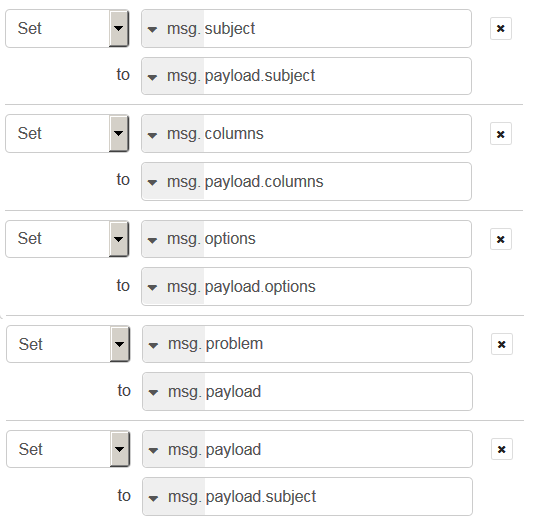 Set msg. subject
to msg. payload.subject
Set msg. columns
to msg. payload.columns
Set msg. options
to msg. payload.options
Set msg. problem
to msg. payload
Set msg. payload
to msg. payload.subject